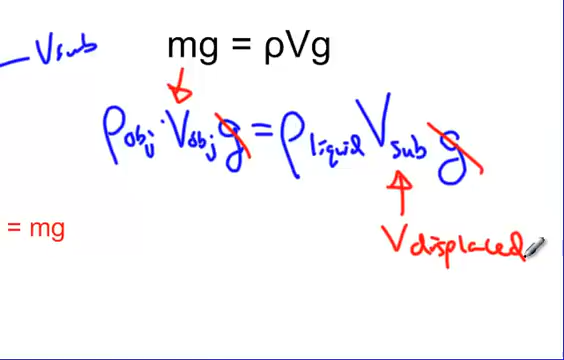 Vsub
mg = ρVg
ρobj · Vobj g = ρliquid Vsub g
= mg
Vdisplaced